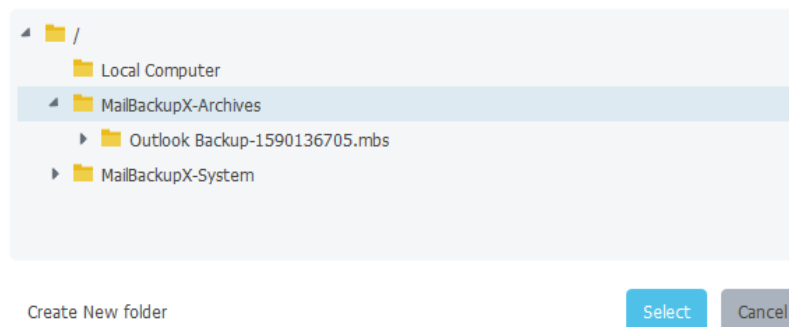 /
Local Computer
MailBackupX-Archives
Outlook Backup-1590136705.mbs
MailBackupX-System
Create New folder
Select
Cancel